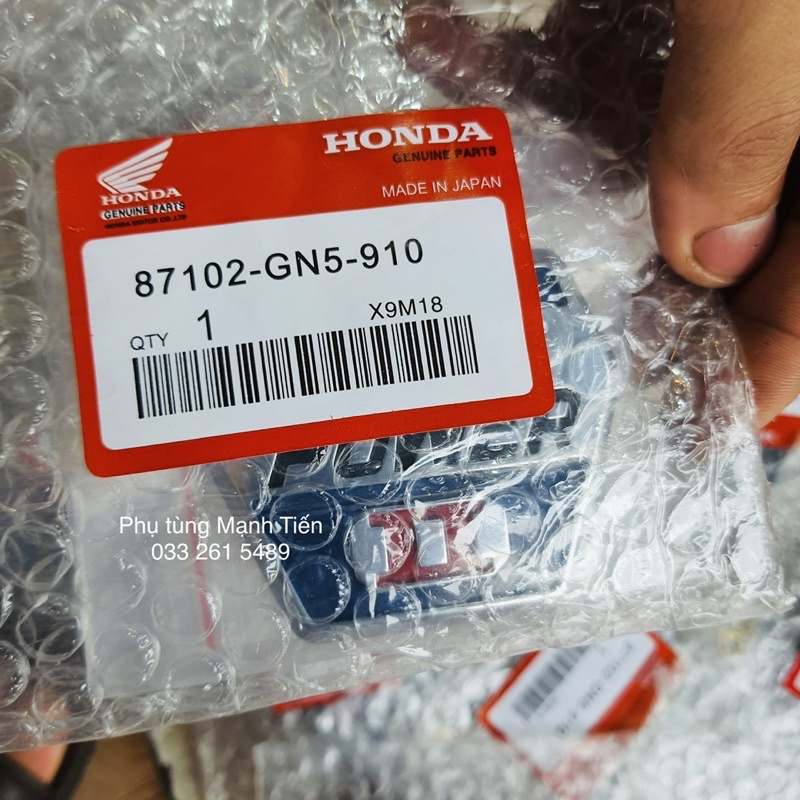 HONDA
GENUINE PARTS
HONDA MOTOR CO.,LTD
HONDA
GENUINE PARTS
MADE IN JAPAN
87102-GN5-910
QTY 1
X9M18
Phụ tùng Mạnh Tiến
033 261 5489